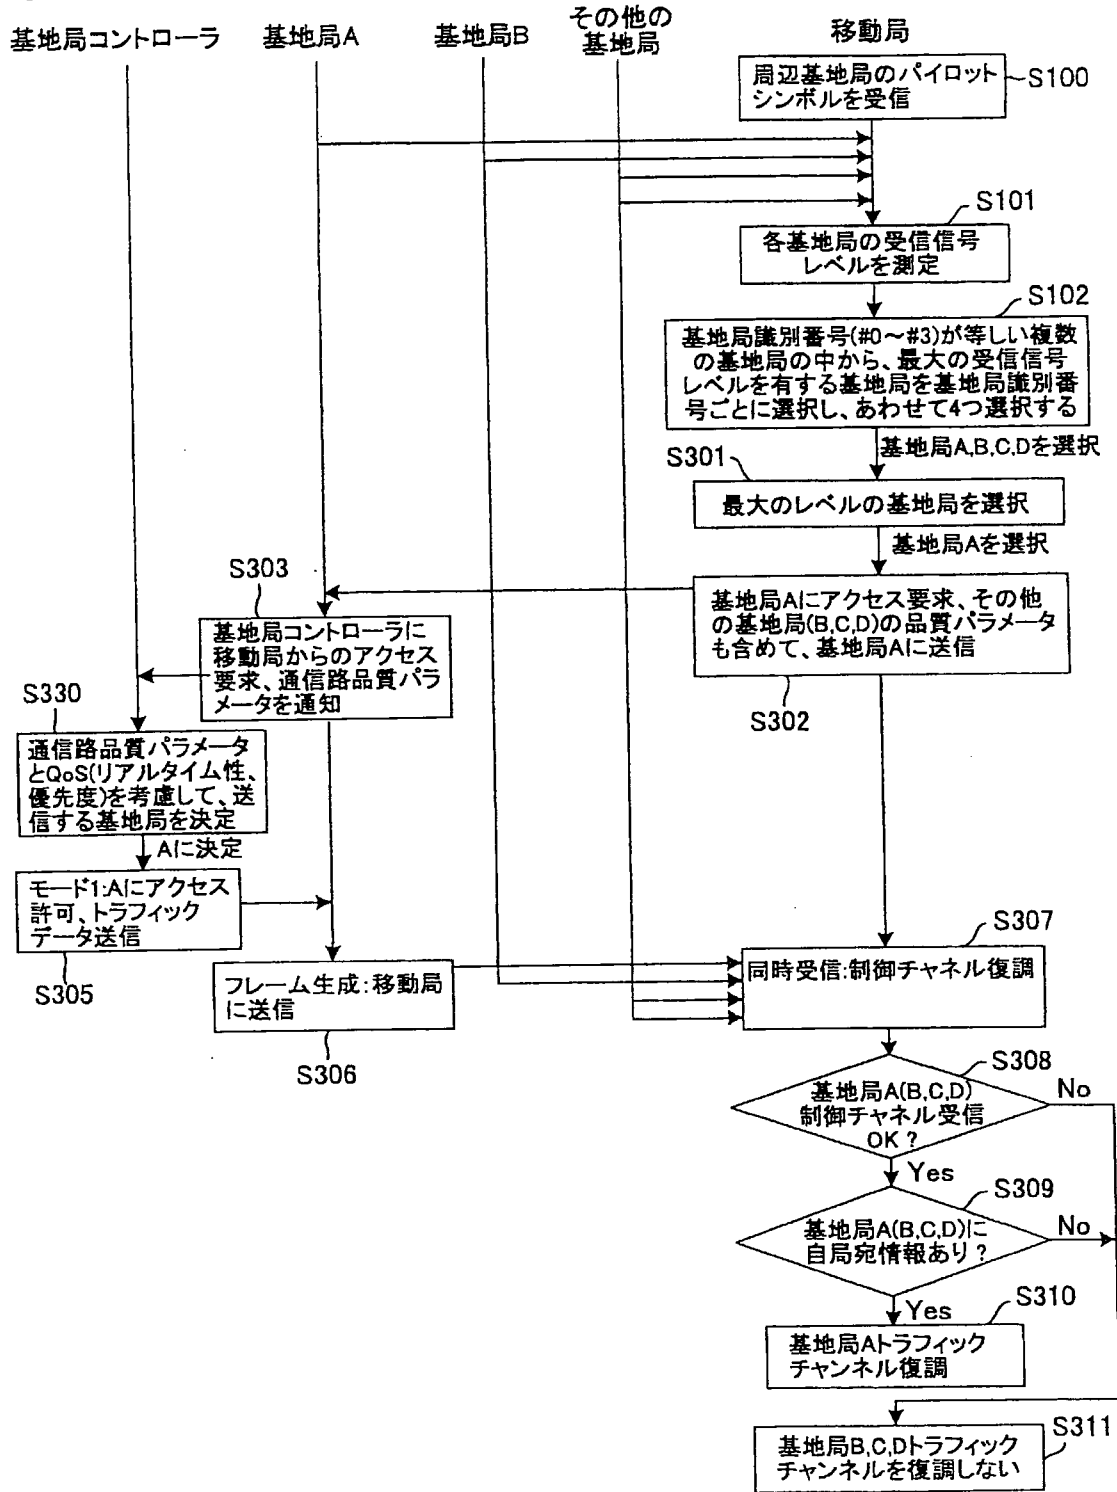 基地局コントローラ
基地局A
基地局B
その他の
基地局
移動局
周辺基地局のパイロット
シンボルを受信
S100
S101
各基地局の受信信号
レベルを測定
S102
基地局識別番号(#0～#3)が等しい複数
の基地局の中から、最大の受信信号
レベルを有する基地局を基地局識別番
号ごとに選択し、あわせて4つ選択する
基地局A,B,C,Dを選択
S301
最大のレベルの基地局を選択
基地局Aを選択
S303
基地局Aにアクセス要求、その他
の基地局(B,C,D)の品質パラメータ
も含めて、基地局Aに送信
S302
基地局コントローラに
移動局からのアクセス
要求、通信路品質パラ
メータを通知
S330
通信路品質パラメータ
とQoS(リアルタイム性、
優先度)を考慮して、送
信する基地局を決定
Aに決定
モード1:Aにアクセス
許可、トラフィック
データ送信
S305
フレーム生成:移動局
に送信
S306
S307
同時受信:制御チャネル復調
S308
基地局A(B,C,D)
制御チャネル受信
OK?
No
Yes
S309
基地局A(B,C,D)に
自局宛情報あり?
No
Yes
S310
基地局Aトラフィック
チャンネル復調
S311
基地局B,C,Dトラフィック
チャンネルを復調しない